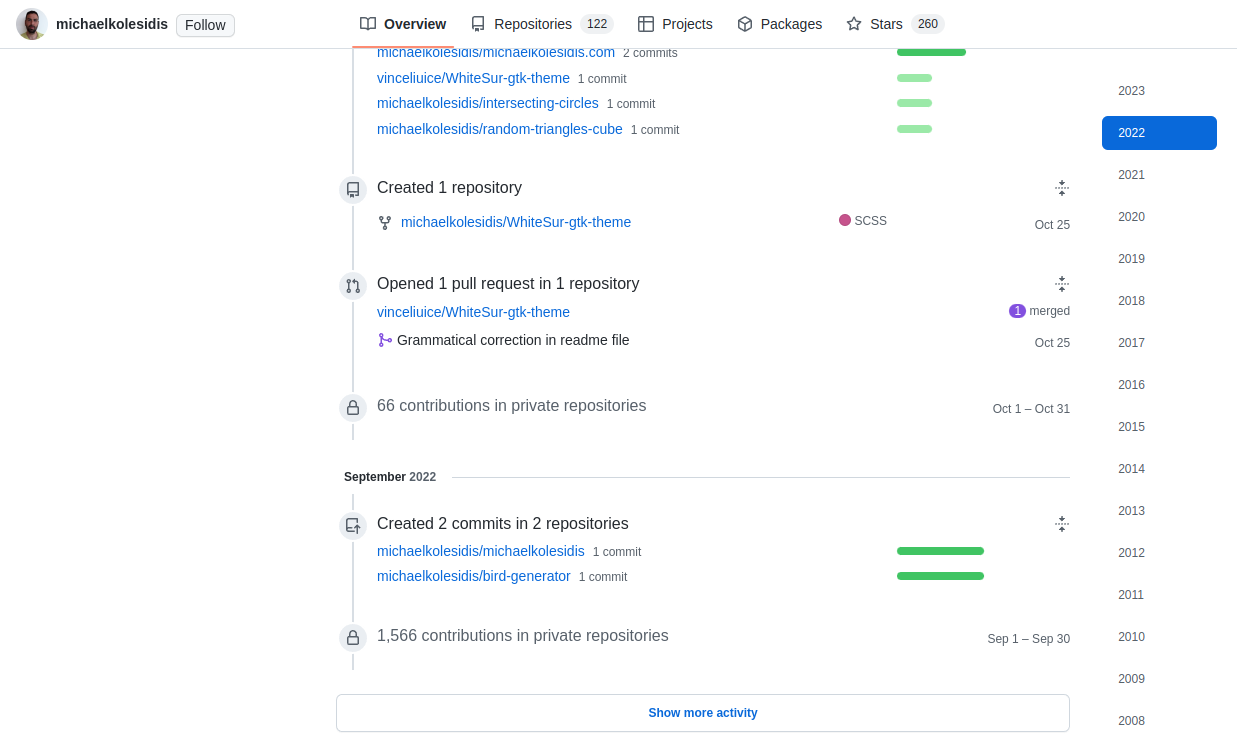 michaelkolesidis Follow Overview Repositories 122 Projects Packages Stars 260
michaelkolesidis/michaelkolesidis.com 2 commits
vinceliuice/WhiteSur-gtk-theme 1 commit
michaelkolesidis/intersecting-circles 1 commit
michaelkolesidis/random-triangles-cube 1 commit
Created 1 repository
michaelkolesidis/WhiteSur-gtk-theme SCSS Oct 25
Opened 1 pull request in 1 repository
vinceliuice/WhiteSur-gtk-theme 1 merged
Grammatical correction in readme file Oct 25
66 contributions in private repositories Oct 1 – Oct 31
September 2022
Created 2 commits in 2 repositories
michaelkolesidis/michaelkolesidis 1 commit
michaelkolesidis/bird-generator 1 commit
1,566 contributions in private repositories Sep 1 – Sep 30
Show more activity
2023
2022
2021
2020
2019
2018
2017
2016
2015
2014
2013
2012
2011
2010
2009
2008